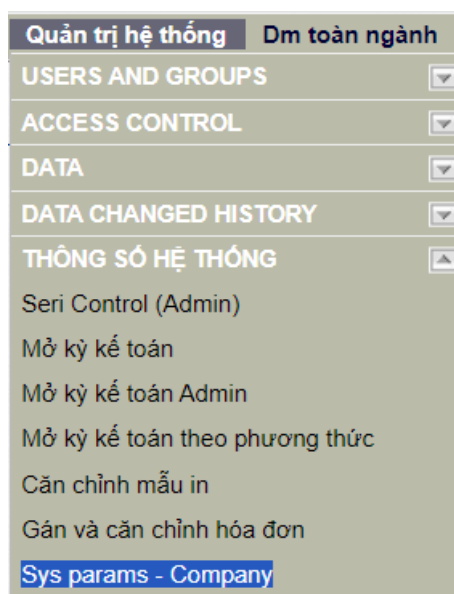 Quản trị hệ thống Dm toàn ngành
USERS AND GROUPS
ACCESS CONTROL
DATA
DATA CHANGED HISTORY
THÔNG SỐ HỆ THỐNG
Seri Control (Admin)
Mở kỳ kế toán
Mở kỳ kế toán Admin
Mở kỳ kế toán theo phương thức
Căn chỉnh mẫu in
Gán và căn chỉnh hóa đơn
Sys params - Company